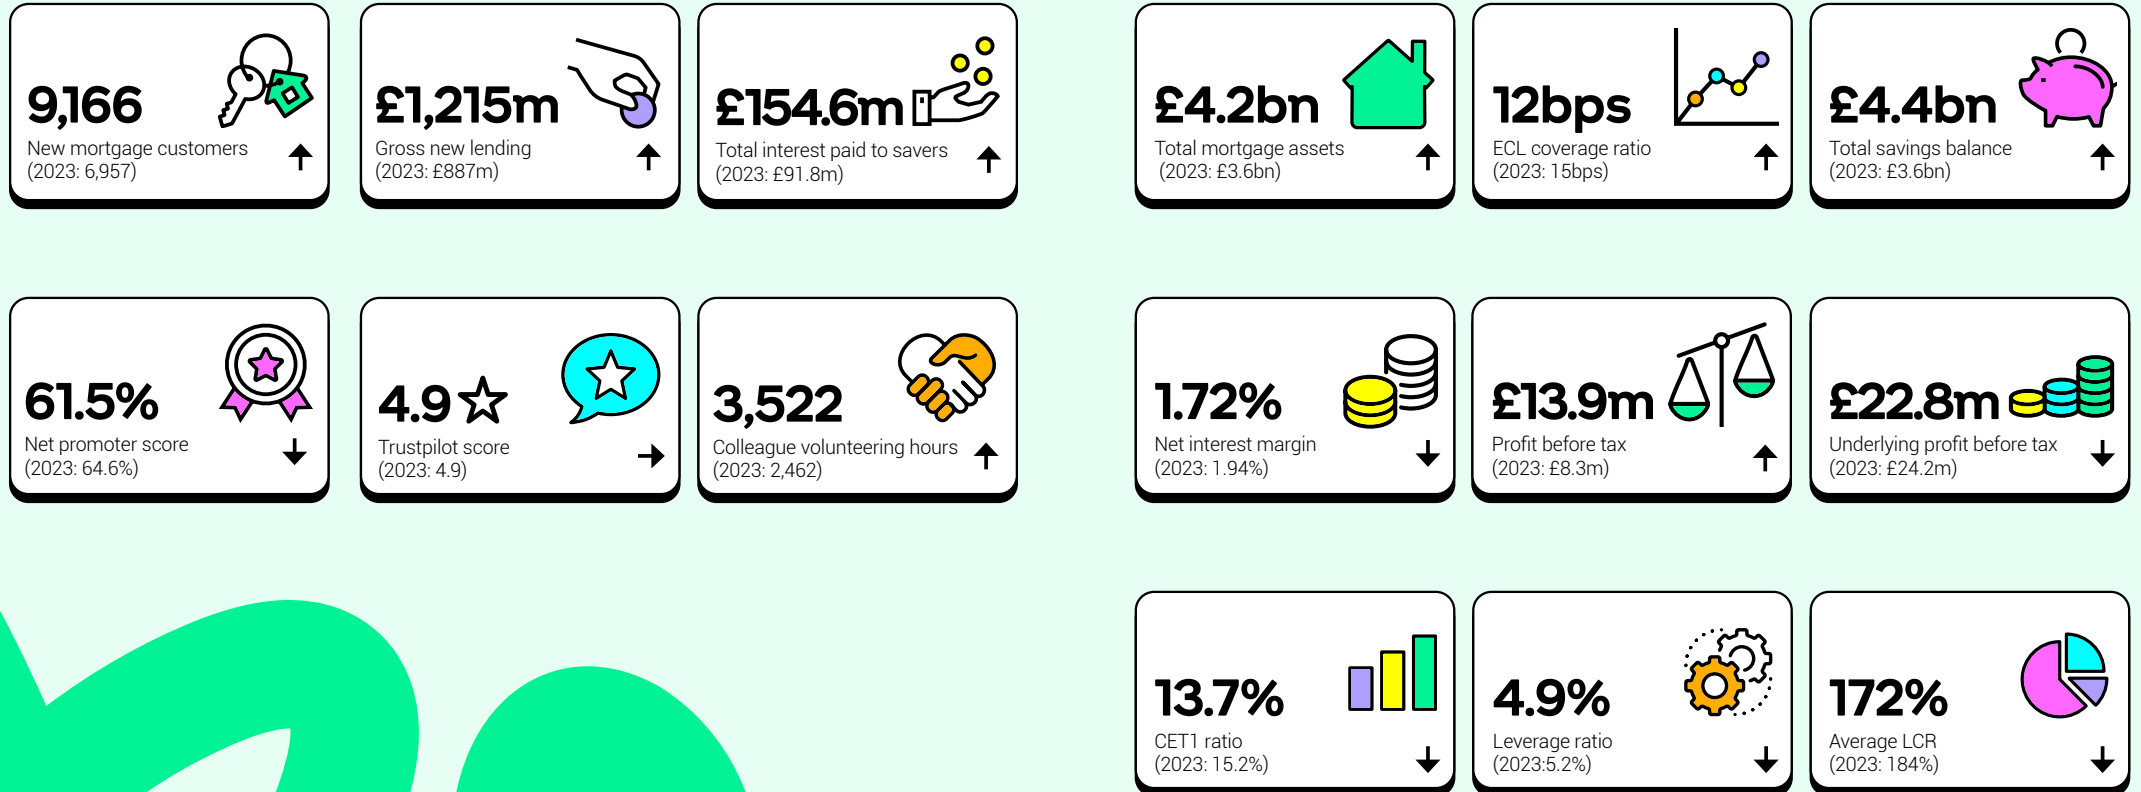 9,166
New mortgage customers
(2023: 6,957)
£1,215m
Gross new lending
(2023: £887m)
£154.6m
Total interest paid to savers
(2023: £91.8m)
£4.2bn
Total mortgage assets
(2023: £3.6bn)
12bps
ECL coverage ratio
(2023: 15bps)
£4.4bn
Total savings balance
(2023: £3.6bn)
61.5%
Net promoter score
(2023: 64.6%)
4.9
Trustpilot score
(2023: 4.9)
3,522
Colleague volunteering hours
(2023: 2,462)
1.72%
Net interest margin
(2023: 1.94%)
£13.9m
Profit before tax
(2023: £8.3m)
£22.8m
Underlying profit before tax
(2023: £24.2m)
13.7%
CET1 ratio
(2023: 15.2%)
4.9%
Leverage ratio
(2023:5.2%)
172%
Average LCR
(2023: 184%)